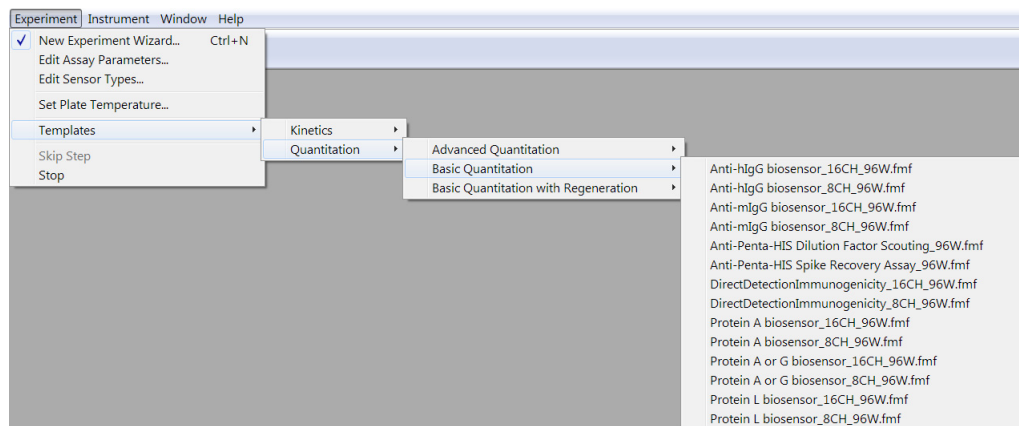 Experiment Instrument Window Help
New Experiment Wizard... Ctrl+N
Edit Assay Parameters...
Edit Sensor Types...
Set Plate Temperature...
Templates
Skip Step
Stop
Kinetics
Quantitation
Advanced Quantitation
Basic Quantitation
Basic Quantitation with Regeneration
Anti-hIgG biosensor_16CH_96W.fmf
Anti-hIgG biosensor_8CH_96W.fmf
Anti-mIgG biosensor_16CH_96W.fmf
Anti-mIgG biosensor_8CH_96W.fmf
Anti-Penta-HIS Dilution Factor Scouting_96W.fmf
Anti-Penta-HIS Spike Recovery Assay_96W.fmf
DirectDetectionImmunogenicity_16CH_96W.fmf
DirectDetectionImmunogenicity_8CH_96W.fmf
Protein A biosensor_16CH_96W.fmf
Protein A biosensor_8CH_96W.fmf
Protein A or G biosensor_16CH_96W.fmf
Protein A or G biosensor_8CH_96W.fmf
Protein L biosensor_16CH_96W.fmf
Protein L biosensor_8CH_96W.fmf